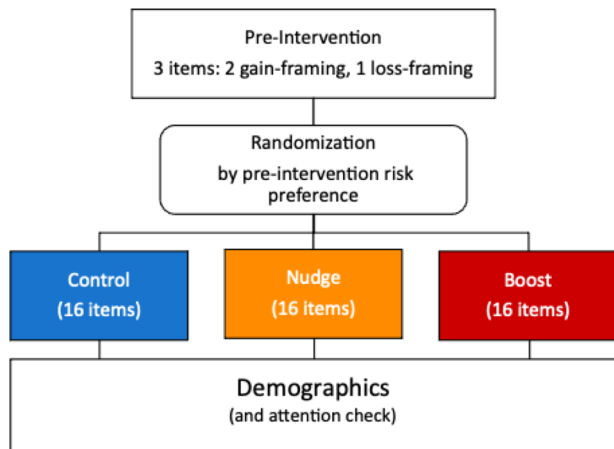 Pre-Intervention
3 items: 2 gain-framing, 1 loss-framing
Randomization
by pre-intervention risk
preference
Control
(16 items)
Nudge
(16 items)
Boost
(16 items)
Demographics
(and attention check)